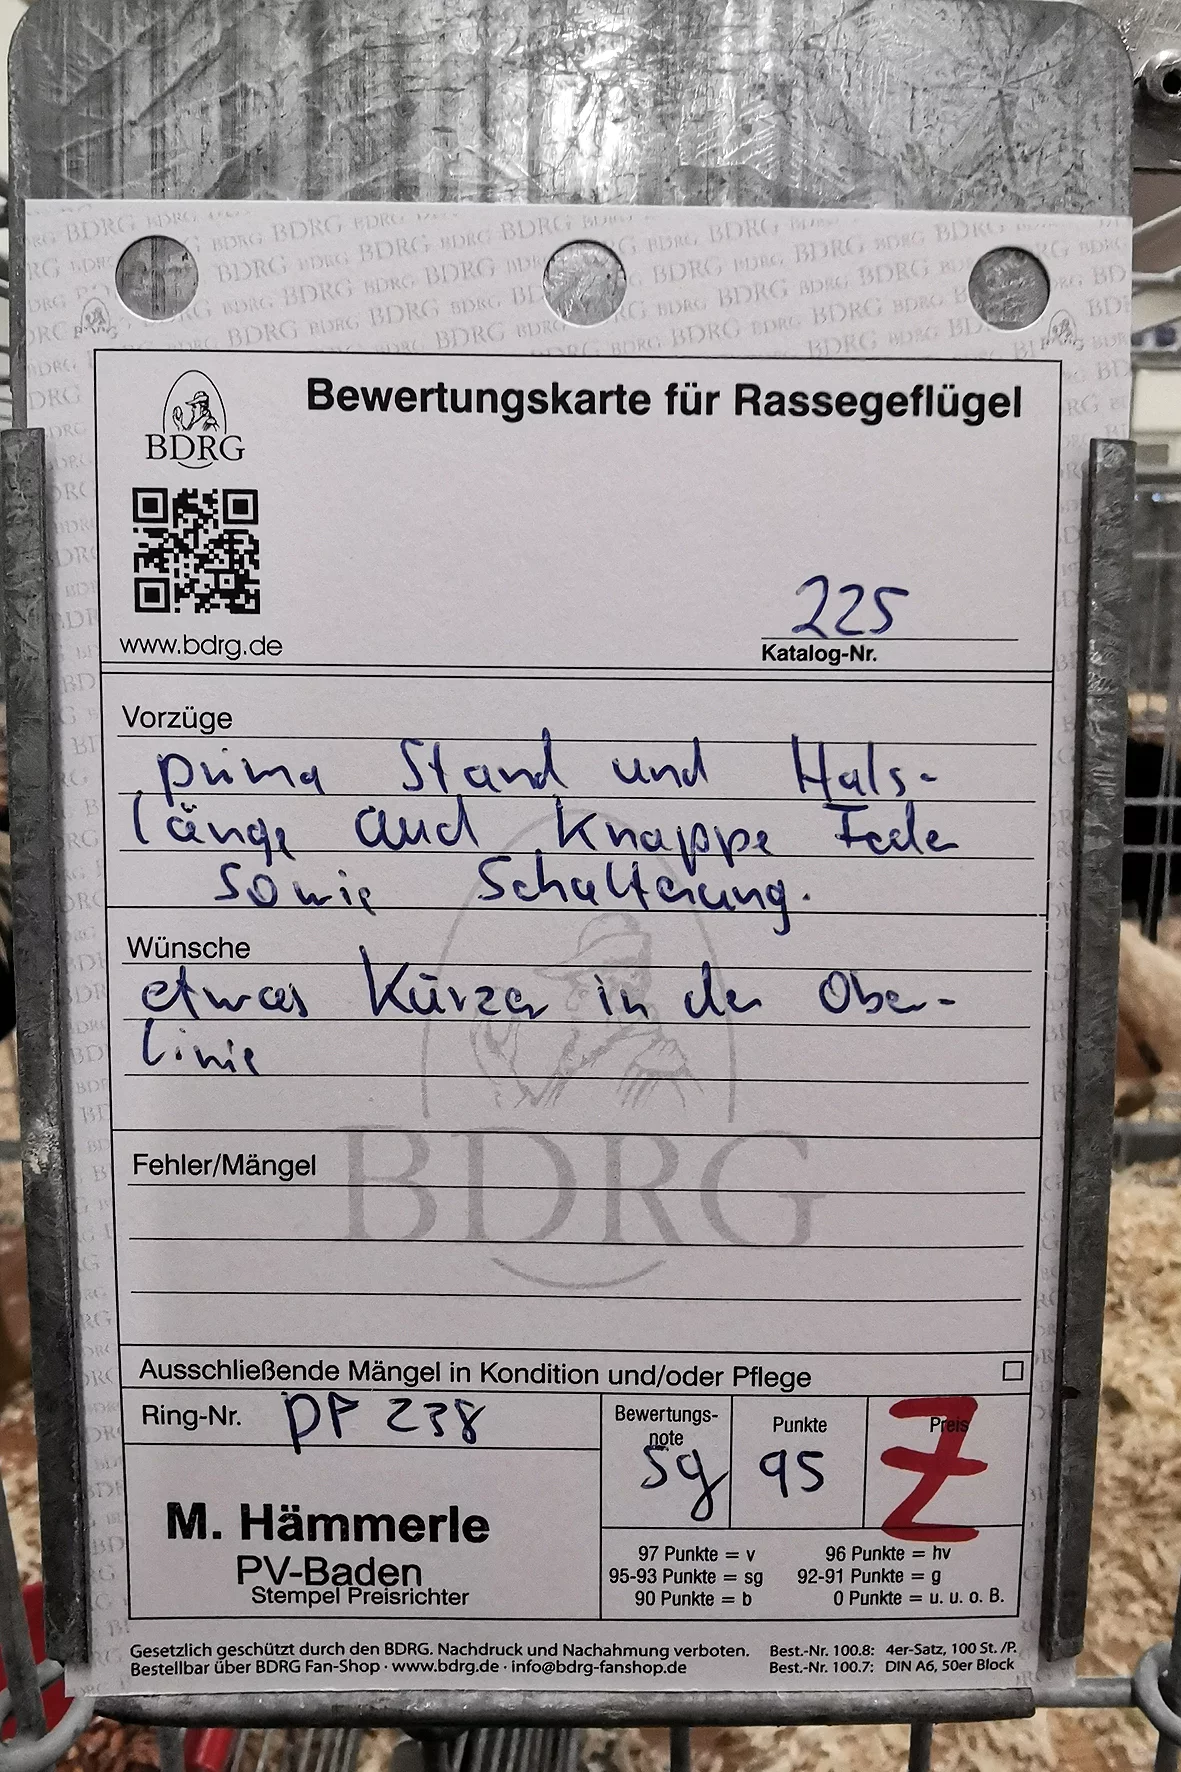 BDRG
Bewertungskarte für Rassegeflügel
www.bdrg.de
225
Katalog-Nr.
Vorzüge
prima Stand und Hals-
länge auch Knappe Feder
sowie Schulterung.
Wünsche
etwas Kürzer in der Ober-
linie
BDRG
Fehler/Mängel
Ausschließende Mängel in Kondition und/oder Pflege
Ring-Nr. DF 238
Bewertungs-
note
sg
Punkte
95
Preis
Z
M. Hämmerle
PV-Baden
Stempel Preisrichter
97 Punkte = v 96 Punkte = hv
95-93 Punkte = sg 92-91 Punkte = g
90 Punkte = b 0 Punkte = u. u. o. B.
Gesetzlich geschützt durch den BDRG. Nachdruck und Nachahmung verboten. Best.-Nr. 100.8: 4er-Satz, 100 St. /P.
Bestellbar über BDRG Fan-Shop · www.bdrg.de · info@bdrg-fanshop.de Best.-Nr. 100.7: DIN A6, 50er Block